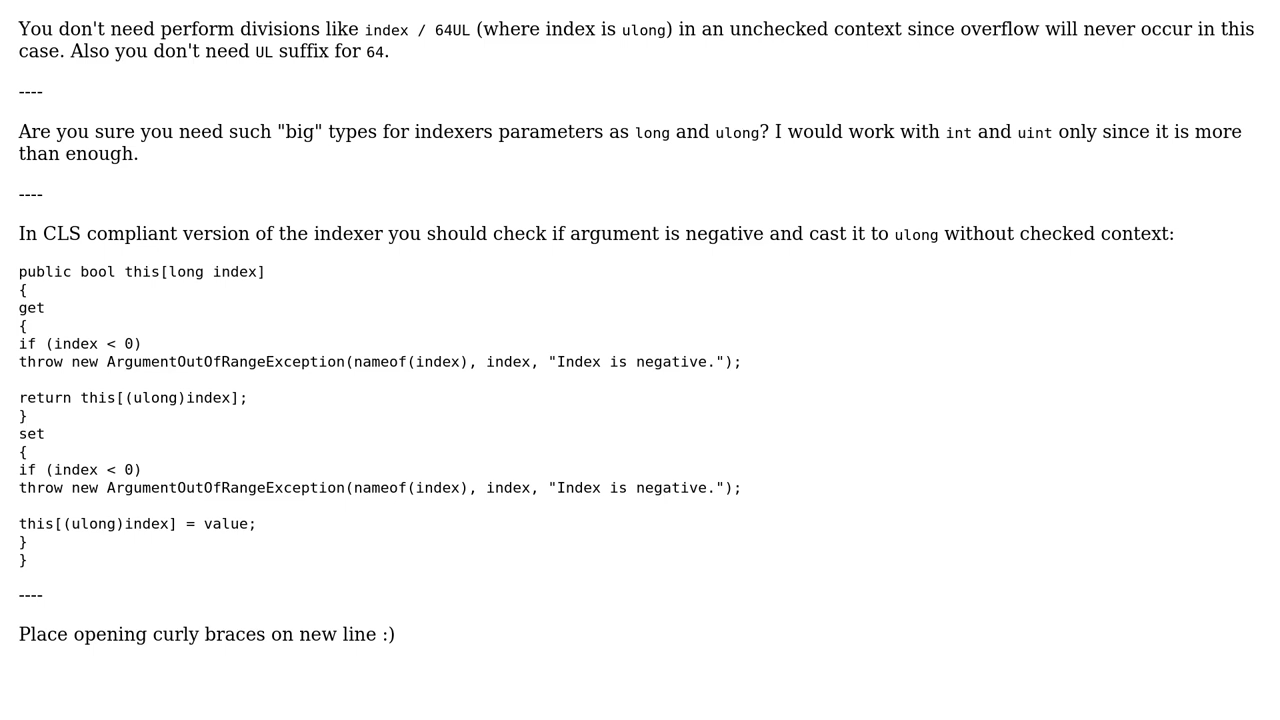 You don't need perform divisions like index / 64UL (where index is ulong) in an unchecked context since overflow will never occur in this
case. Also you don't need UL suffix for 64.
----
Are you sure you need such "big" types for indexers parameters as long and ulong? I would work with int and uint only since it is more
than enough.
----
In CLS compliant version of the indexer you should check if argument is negative and cast it to ulong without checked context:
public bool this[long index]
{
get
{
if (index < 0)
throw new ArgumentOutOfRangeException(nameof(index), index, "Index is negative.");
return this[(ulong)index];
}
set
{
if (index < 0)
throw new ArgumentOutOfRangeException(nameof(index), index, "Index is negative.");
this[(ulong)index] = value;
}
}
----
Place opening curly braces on new line :)